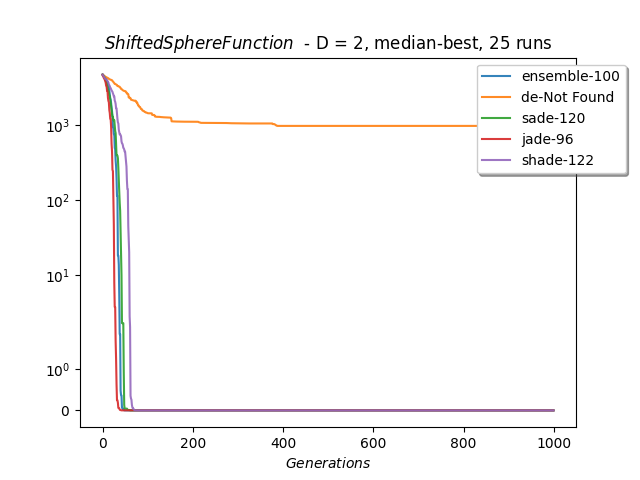 ShiftedSphereFunction - D = 2, median-best, 25 runs
ensemble-100
de-Not Found
sade-120
jade-96
shade-122
10³
10²
10¹
10⁰
0
0 200 400 600 800 1000
Generations